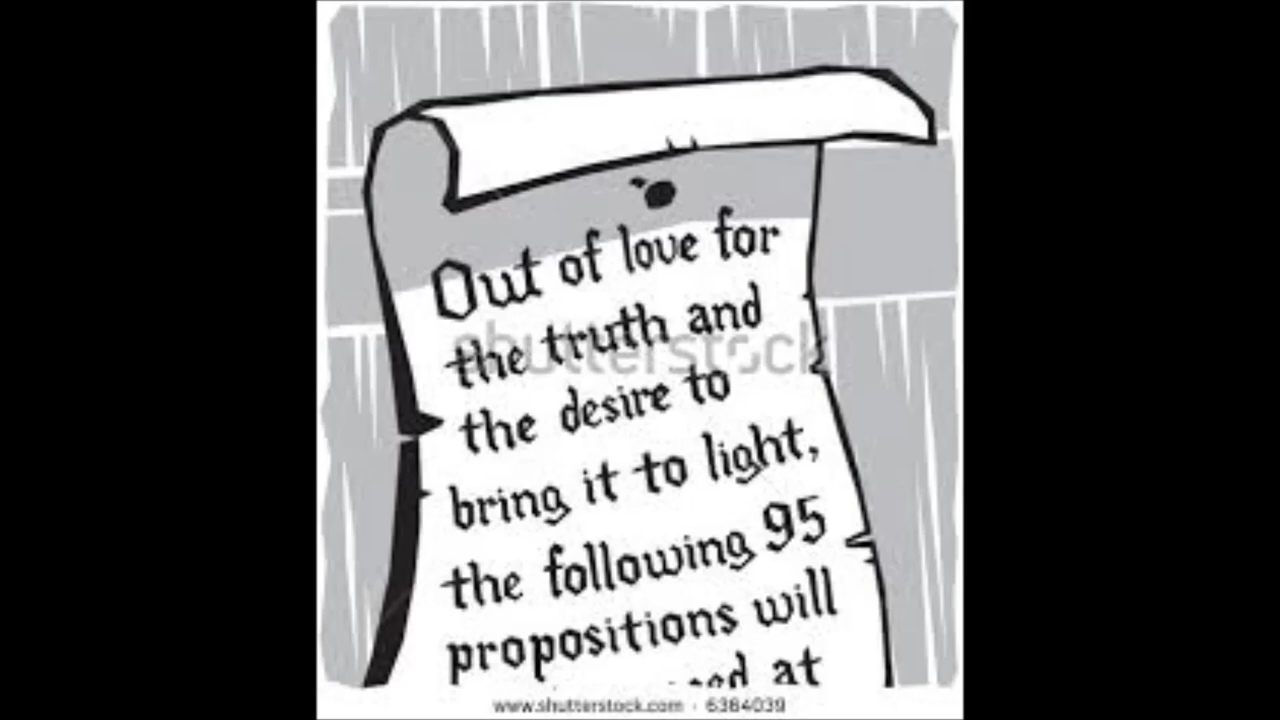 Out of love for
the truth and
the desire to
bring it to light,
the following 95
propositions will
at
shutterstock
www.shutterstock.com · 6384039